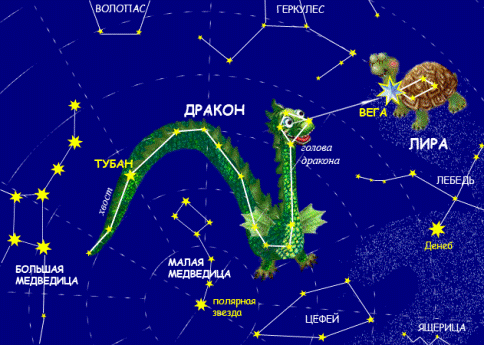 ВОЛОПАС
ГЕРКУЛЕС
ДРАКОН
ВЕГА
ЛИРА
голова
дракона
ТУБАН
хвост
ЛЕБЕДЬ
Денеб
БОЛЬШАЯ
МЕДВЕДИЦА
МАЛАЯ
МЕДВЕДИЦА
полярная
звезда
ЦЕФЕЙ
ЯЩЕРИЦА